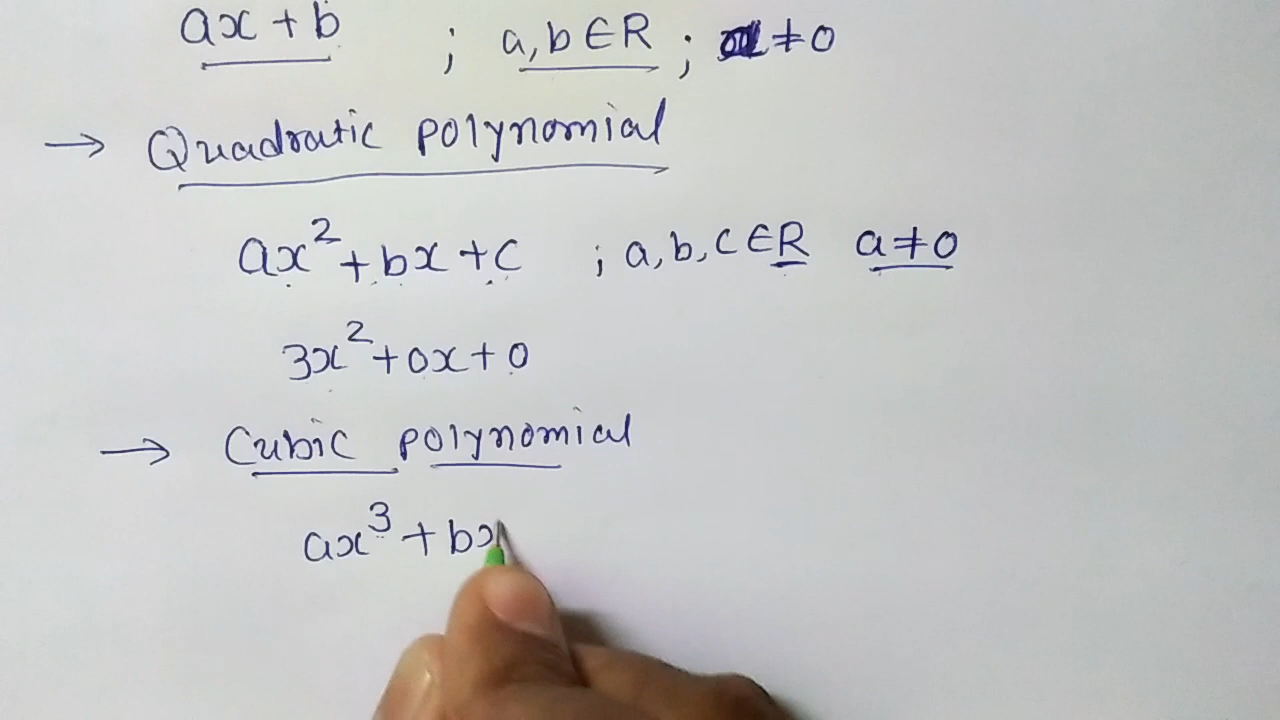 ax + b ; a, b ∈ R ; ≠ 0
→ Quadratic polynomial
ax² + bx + c ; a, b, c ∈ R a ≠ 0
3x² + 0x + 0
→ Cubic polynomial
ax³ + bx